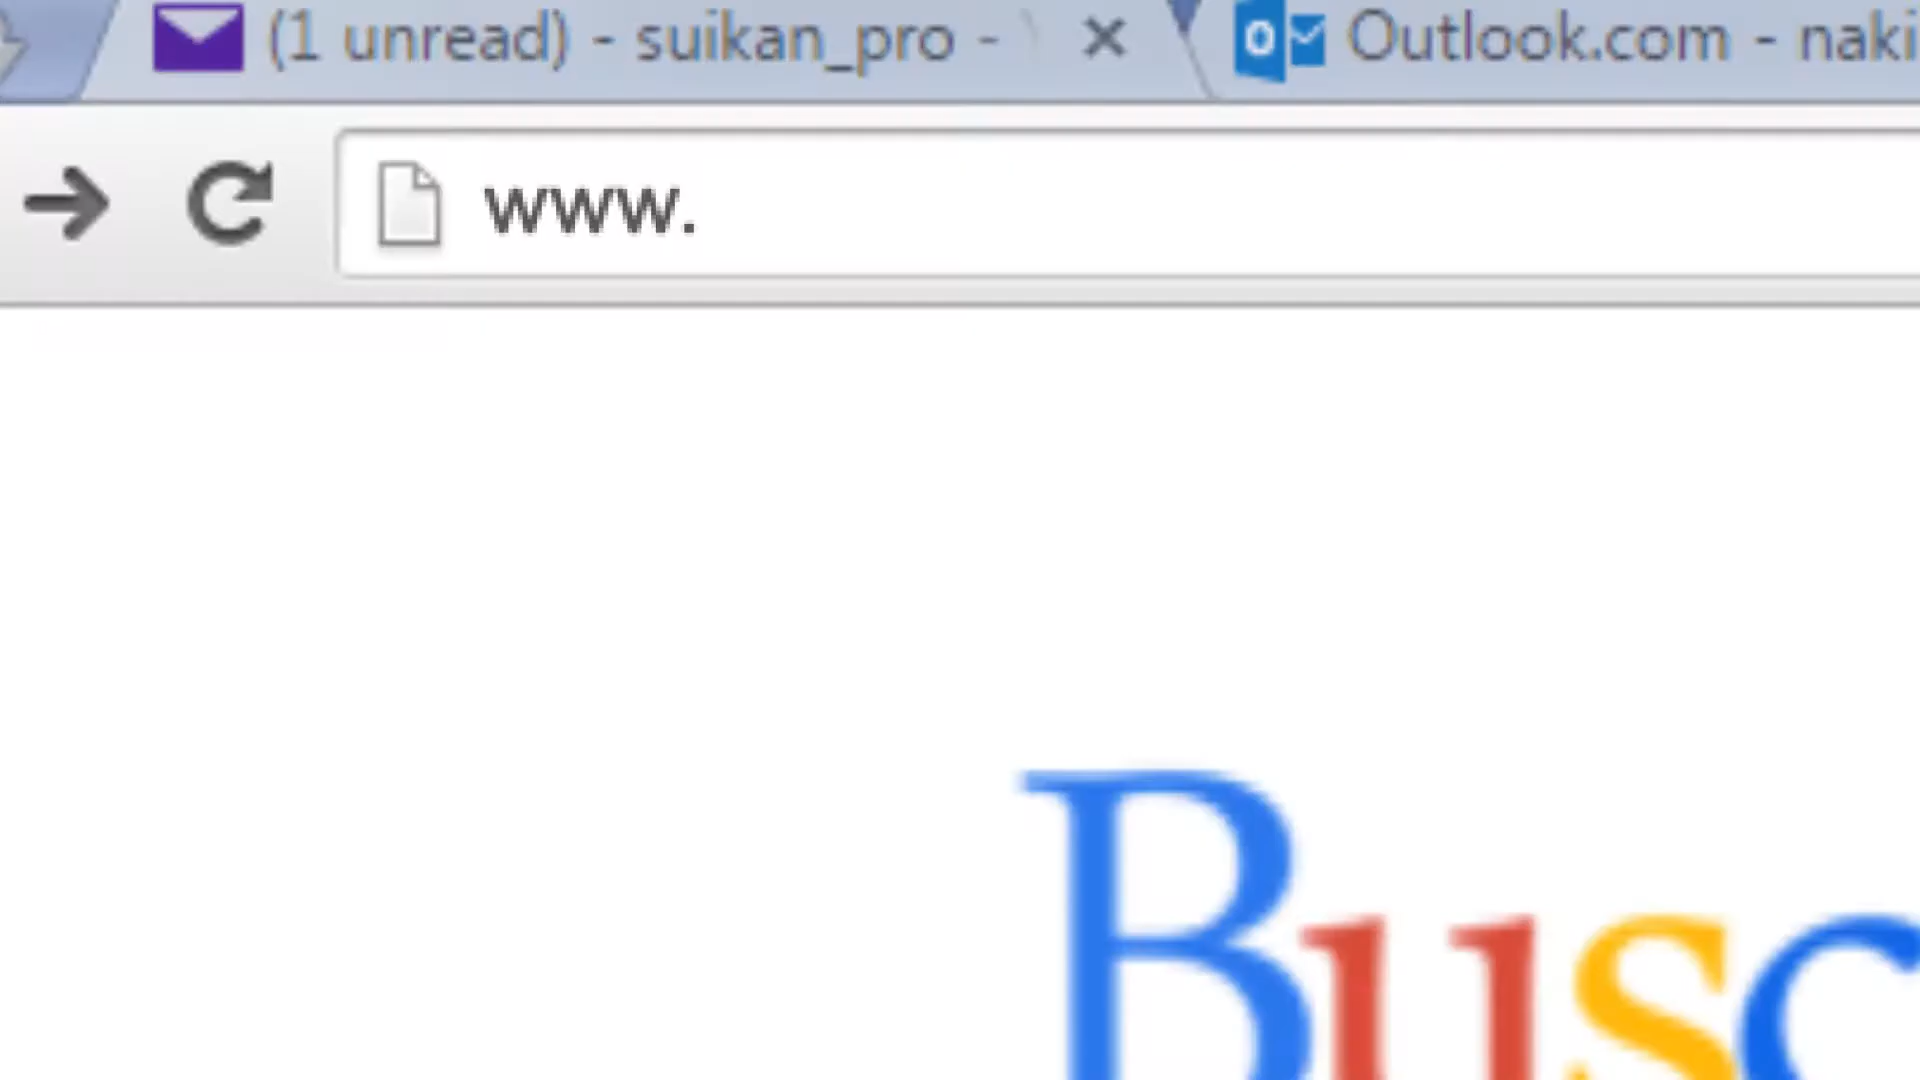 (1 unread) - suikan_pro -
Outlook.com - naki
www.
Busc